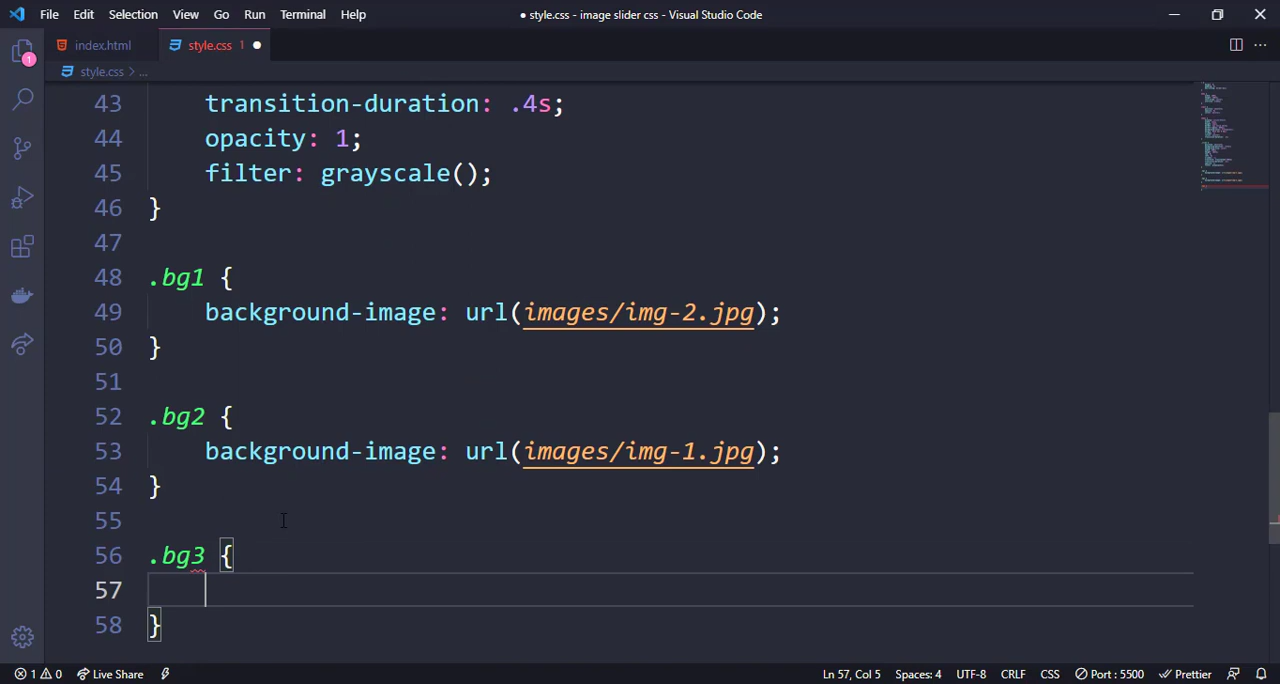 File Edit Selection View Go Run Terminal Help
● style.css - image slider css - Visual Studio Code
1
index.html
style.css 1
style.css > ...
43 transition-duration: .4s;
44 opacity: 1;
45 filter: grayscale();
46 }
47
48 .bg1 {
49 background-image: url(images/img-2.jpg);
50 }
51
52 .bg2 {
53 background-image: url(images/img-1.jpg);
54 }
55
56 .bg3 {
57
58 }
1 0 Live Share Ln 57, Col 5 Spaces: 4 UTF-8 CRLF CSS Port : 5500 Prettier